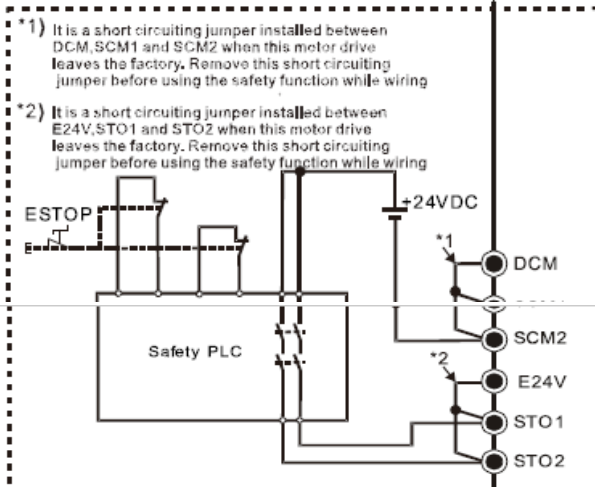 *1) It is a short circuiting jumper installed between
DCM,SCM1 and SCM2 when this motor drive
leaves the factory. Remove this short circuiting
jumper before using the safety function while wiring
*2) It is a short circuiting jumper installed between
E24V,STO1 and STO2 when this motor drive
leaves the factory. Remove this short circuiting
jumper before using the safety function while wiring
ESTOP
+24VDC
*1
DCM
SCM2
Safety PLC
*2
E24V
STO1
STO2